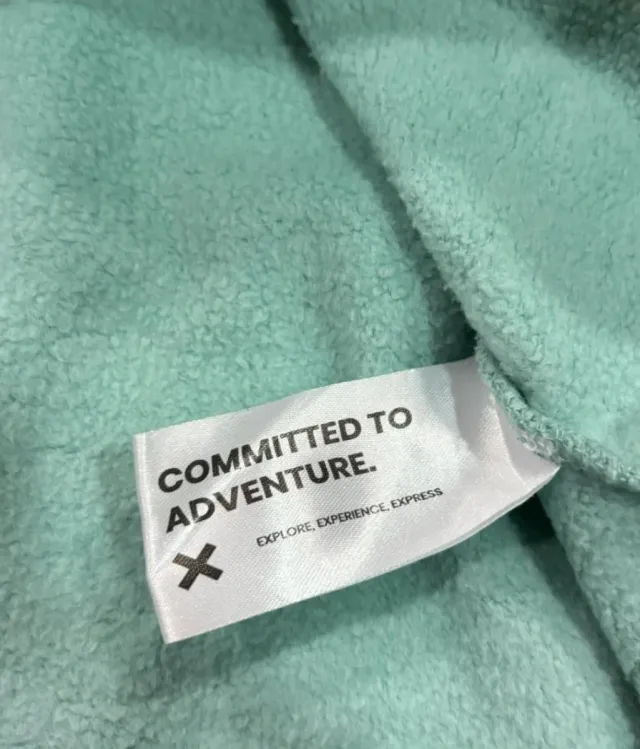 COMMITTED TO
ADVENTURE.
EXPLORE, EXPERIENCE, EXPRESS